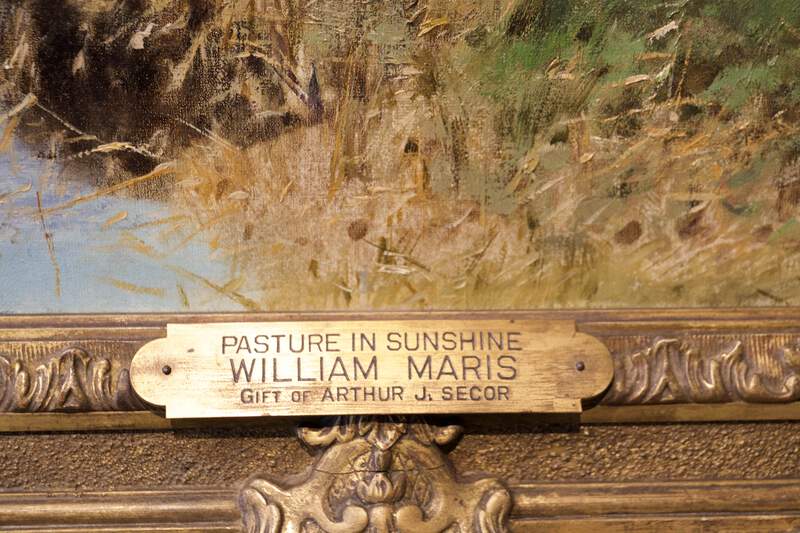 PASTURE IN SUNSHINE
WILLIAM MARIS
GIFT OF ARTHUR J. SECOR